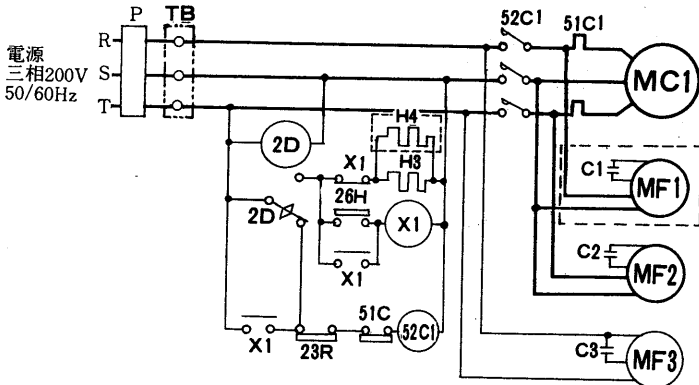 P TB 52C1 51C1
電源
三相200V
50/60Hz
R
S
T
MC1
H4
2D
X1
H3
C1
MF1
26H
2D
X1
X1
C2
MF2
51C
52C1
X1
23R
C3
MF3